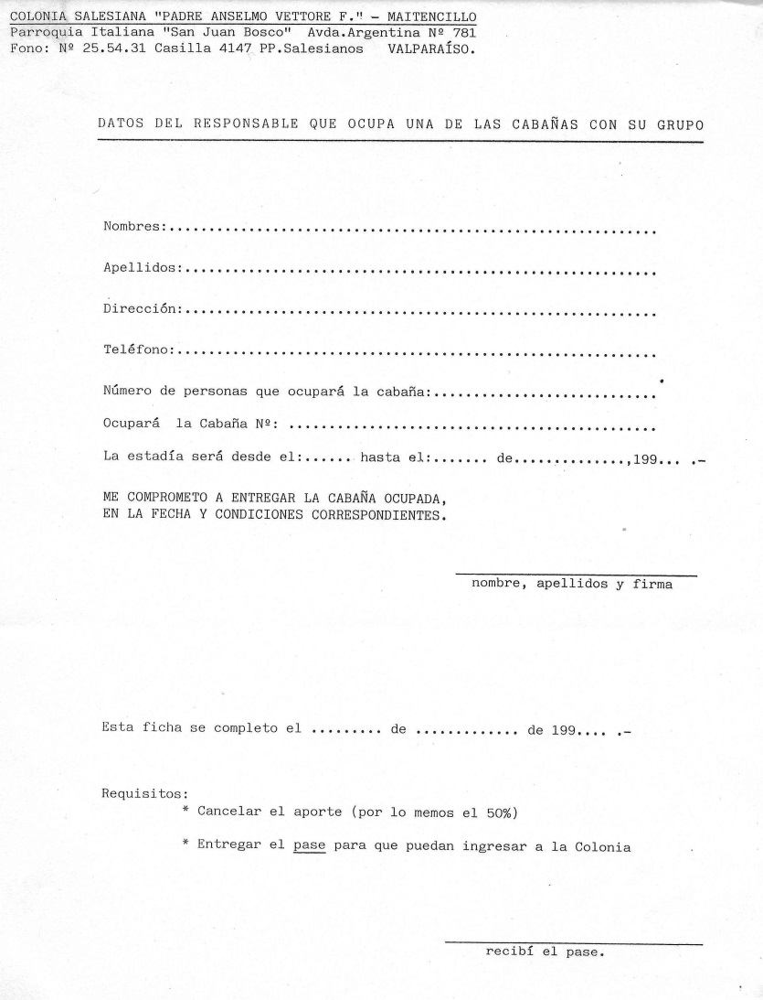 COLONIA SALESIANA "PADRE ANSELMO VETTORE F." - MAITENCILLO
Parroquia Italiana "San Juan Bosco" Avda.Argentina Nº 781
Fono: Nº 25.54.31 Casilla 4147 PP.Salesianos VALPARAÍSO.
DATOS DEL RESPONSABLE QUE OCUPA UNA DE LAS CABAÑAS CON SU GRUPO
Nombres:.............................................................
Apellidos:...........................................................
Dirección:...........................................................
Teléfono:............................................................
Número de personas que ocupará la cabaña:............................
Ocupará la Cabaña Nº: ..............................................
La estadía será desde el:...... hasta el:....... de..............,199... .-
ME COMPROMETO A ENTREGAR LA CABAÑA OCUPADA,
EN LA FECHA Y CONDICIONES CORRESPONDIENTES.
nombre, apellidos y firma
Esta ficha se completo el ......... de ............. de 199.... .-
Requisitos:
* Cancelar el aporte (por lo memos el 50%)
* Entregar el pase para que puedan ingresar a la Colonia
recibí el pase.